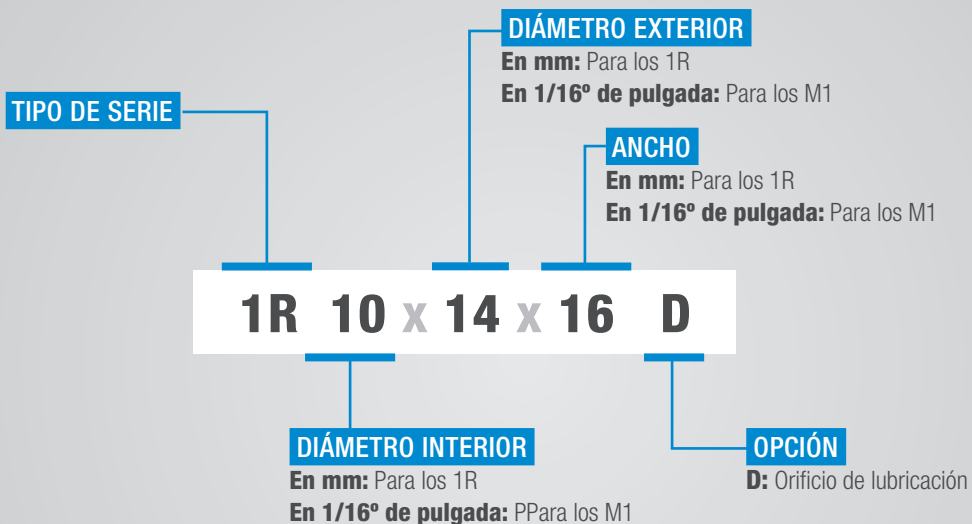 DIÁMETRO EXTERIOR
En mm: Para los 1R
En 1/16º de pulgada: Para los M1
TIPO DE SERIE
ANCHO
En mm: Para los 1R
En 1/16º de pulgada: Para los M1
1R 10 x 14 x 16 D
DIÁMETRO INTERIOR
En mm: Para los 1R
En 1/16º de pulgada: PPara los M1
OPCIÓN
D: Orificio de lubricación